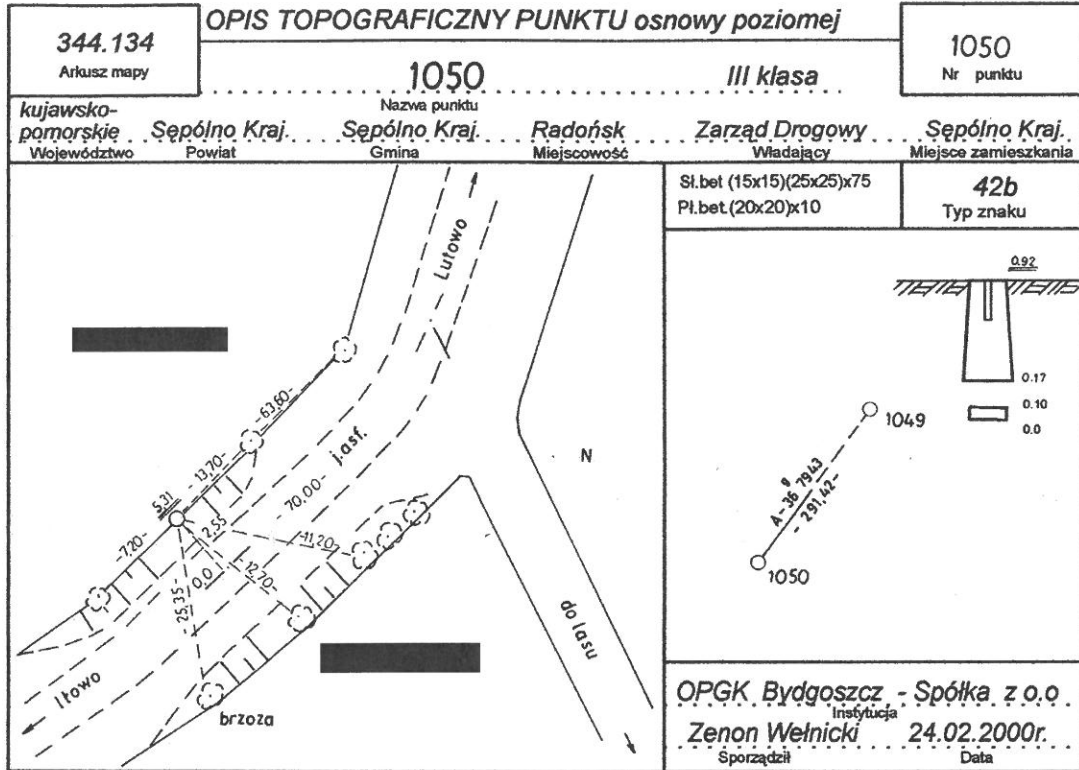 OPIS TOPOGRAFICZNY PUNKTU osnowy poziomej
344.134
Arkusz mapy
1050
Nazwa punktu
III klasa
1050
Nr punktu
kujawsko-
pomorskie Sępólno Kraj. Sępólno Kraj. Radońsk Zarząd Drogowy Sępólno Kraj.
Województwo Powiat Gmina Miejscowość Władający Miejsce zamieszkania
Sł.bet (15x15)(25x25)x75
Pł.bet.(20x20)x10
42b
Typ znaku
Lutowo
-63,60-
-13,70-
j.asf.
5,31
70,00-
-7,20-
2,55
-11,20-
0,0
-12,70-
-25,35-
N
do lasu
Iłowo
brzoza
0.92
0.17
0.10
0.0
1049
A-36 7943
g
-291,42-
1050
OPGK Bydgoszcz - Spółka z o.o
Instytucja
Zenon Wełnicki 24.02.2000r.
Sporządził Data